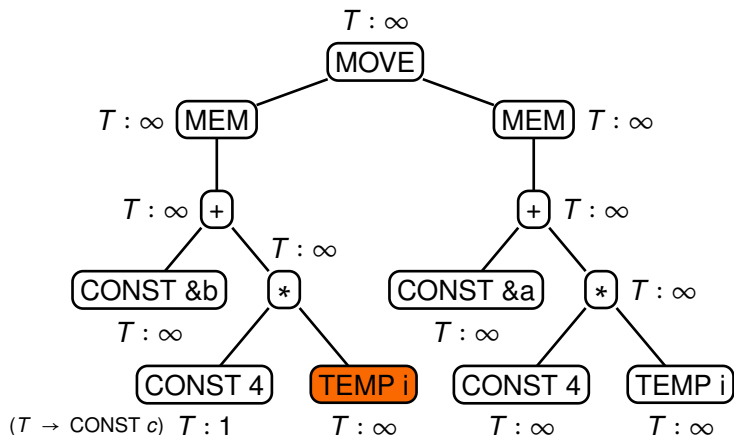 T : ∞
MOVE
T : ∞ MEM MEM T : ∞
T : ∞ + + T : ∞
T : ∞
CONST &b * CONST &a * T : ∞
T : ∞ T : ∞
CONST 4 TEMP i CONST 4 TEMP i
(T → CONST c) T : 1 T : ∞ T : ∞ T : ∞